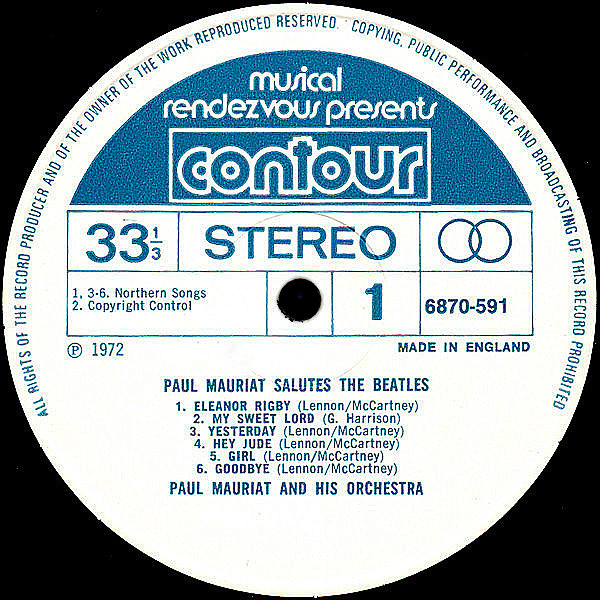 ALL RIGHTS OF THE RECORD PRODUCER AND OF THE OWNER OF THE WORK REPRODUCED RESERVED. COPYING, PUBLIC PERFORMANCE AND BROADCASTING OF THIS RECORD PROHIBITED
musical
rendezvous presents
contour
33 1/3
STEREO
1, 3-6. Northern Songs
2. Copyright Control
1
6870-591
Ⓟ 1972
MADE IN ENGLAND
PAUL MAURIAT SALUTES THE BEATLES
1. ELEANOR RIGBY (Lennon/McCartney)
2. MY SWEET LORD (G. Harrison)
3. YESTERDAY (Lennon/McCartney)
4. HEY JUDE (Lennon/McCartney)
5. GIRL (Lennon/McCartney)
6. GOODBYE (Lennon/McCartney)
PAUL MAURIAT AND HIS ORCHESTRA